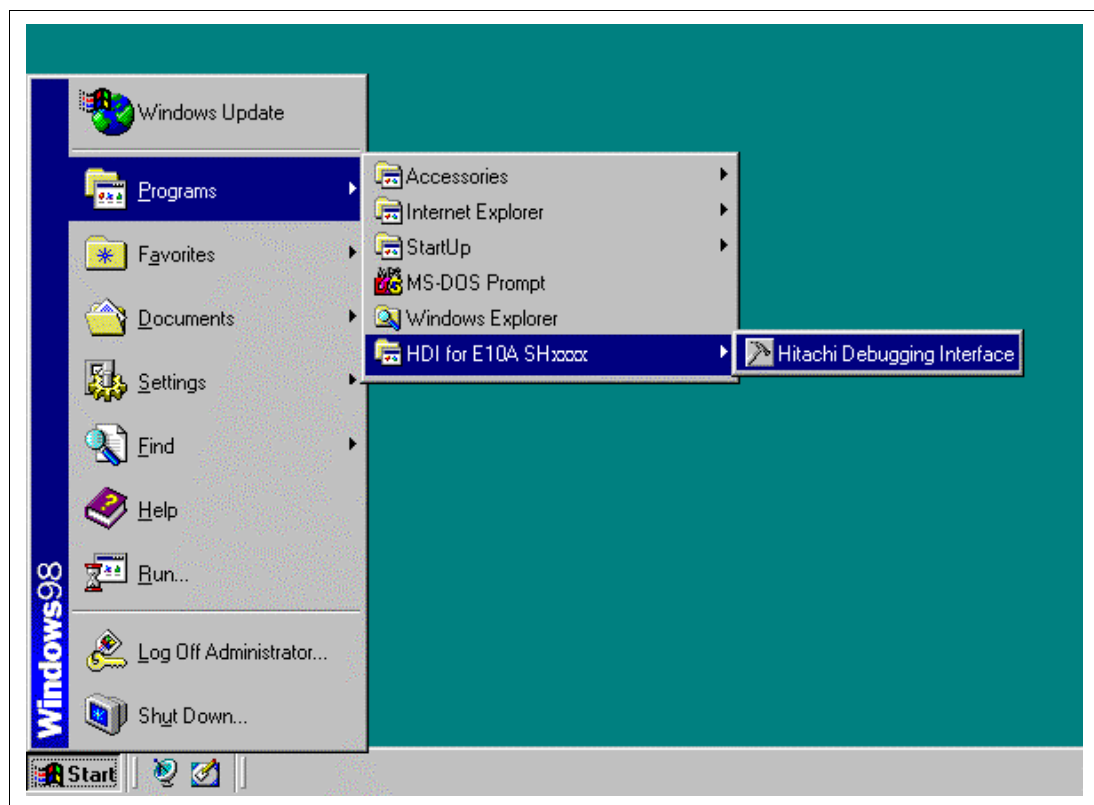 Windows Update
Programs
Favorites
Documents
Settings
Find
Help
Run...
Log Off Administrator...
Shut Down...
Windows98
Accessories
Internet Explorer
StartUp
MS-DOS Prompt
Windows Explorer
HDI for E10A SHxxxx
Hitachi Debugging Interface
Start